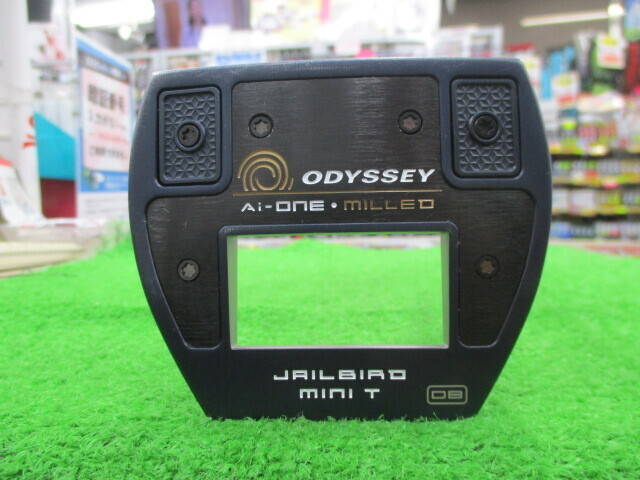 ODYSSEY
Ai-ONE • MILLED
JAILBIRD
MINI T
DB